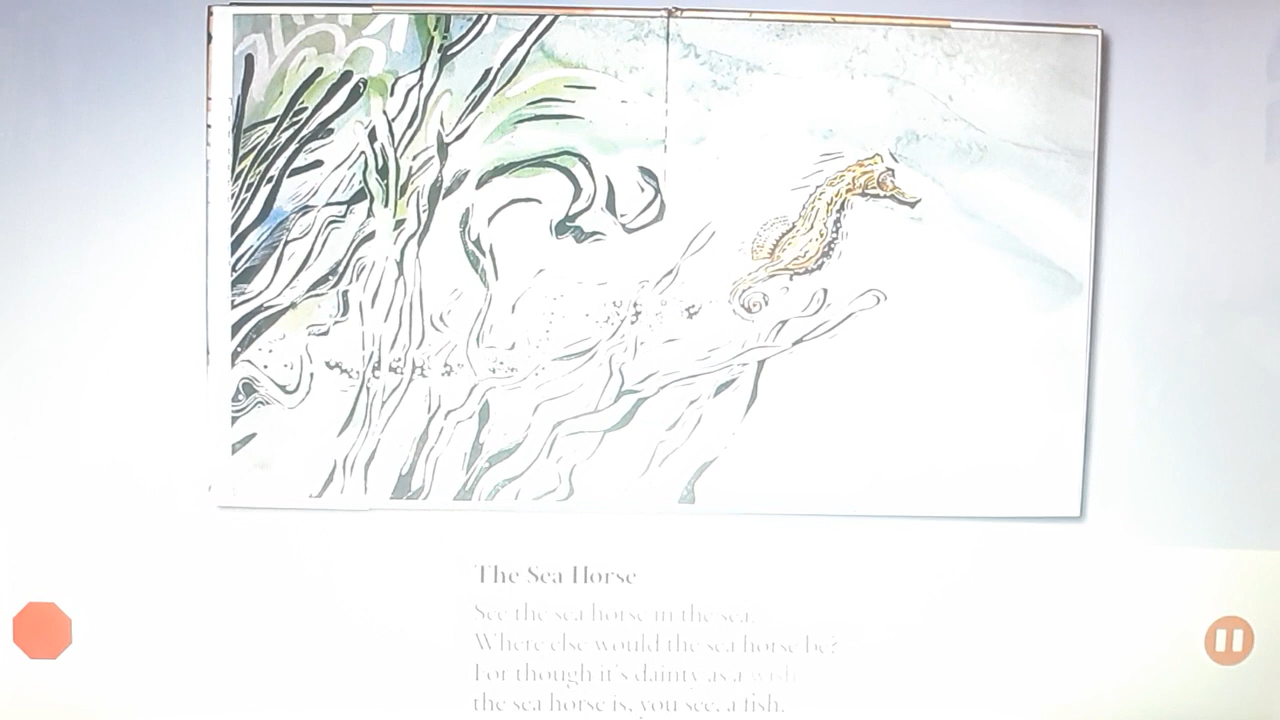 The Sea Horse
See the sea horse in the sea.
Where else would the sea horse be?
For though it's dainty as a wish
the sea horse is, you see, a fish.